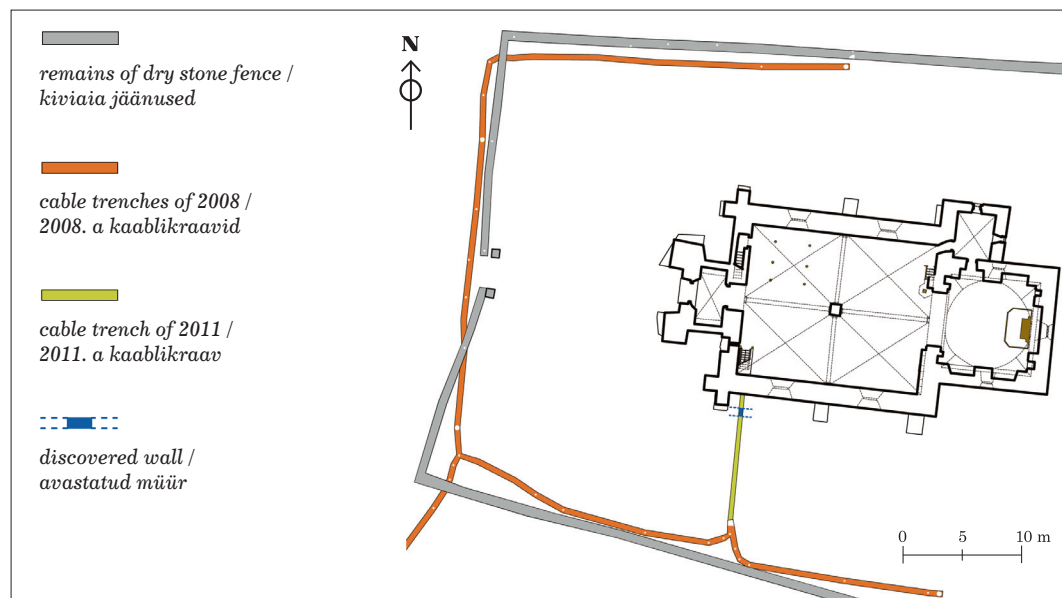 remains of dry stone fence /
kiviaia jäänused
cable trenches of 2008 /
2008. a kaablikraavid
cable trench of 2011 /
2011. a kaablikraav
discovered wall /
avastatud müür
N
0 5 10 m